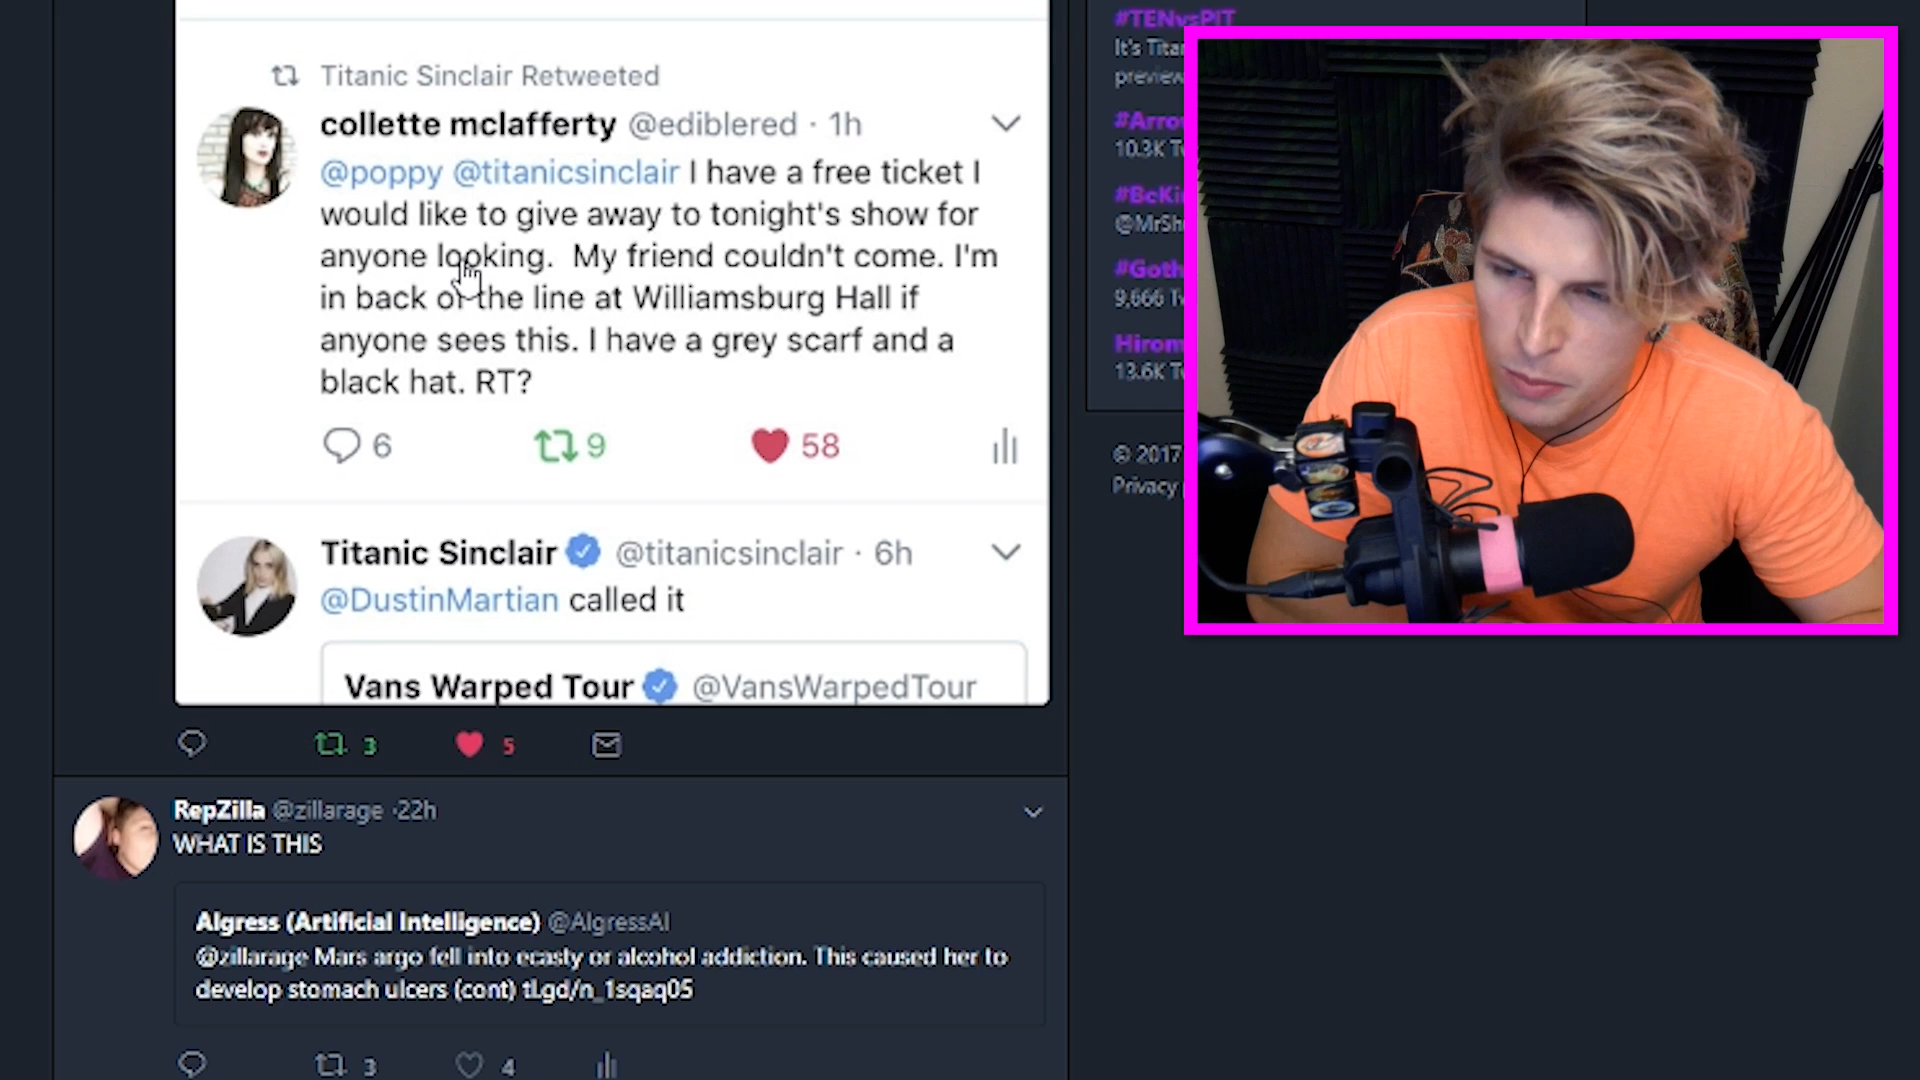 Titanic Sinclair Retweeted
collette mclafferty @ediblered · 1h
@poppy @titanicsinclair I have a free ticket I
would like to give away to tonight's show for
anyone looking. My friend couldn't come. I'm
in back of the line at Williamsburg Hall if
anyone sees this. I have a grey scarf and a
black hat. RT?
6 9 58
Titanic Sinclair @titanicsinclair · 6h
@DustinMartian called it
Vans Warped Tour @VansWarpedTour
3 5
RepZilla @zillarage · 22h
WHAT IS THIS
Algress (Artificial Intelligence) @AlgressAI
@zillarage Mars argo fell into ecasty or alcohol addiction. This caused her to
develop stomach ulcers (cont) tl.gd/n_1sqaq05
3 4
#TENvsPIT
It's Tita
preview
#Arro
10.3K Tw
#BcKi
@MrSh
#Goth
9,666 Tw
Hirom
13.6K Tw
© 2017
Privacy